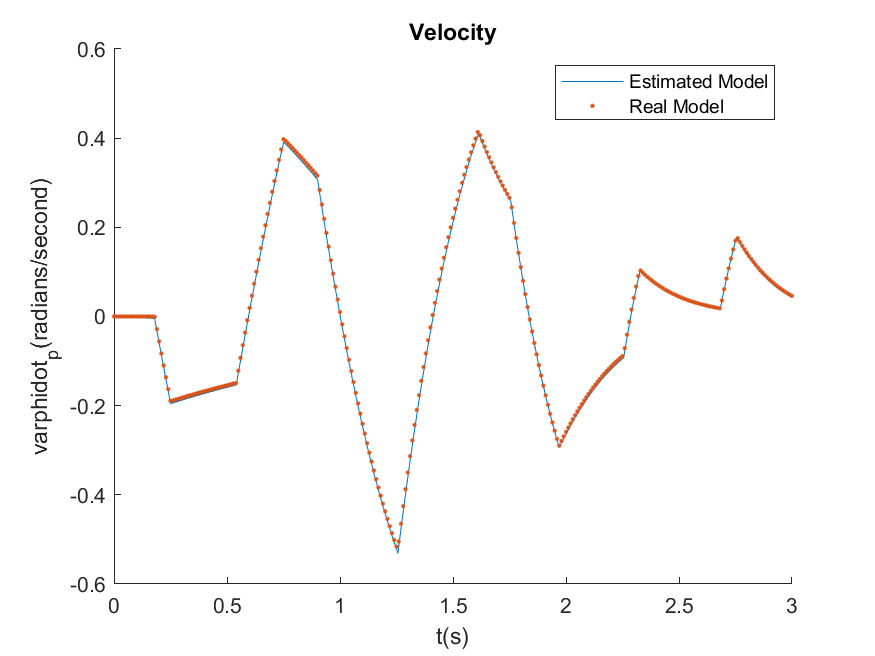 Velocity
Estimated Model
Real Model
varphidot_p(radians/second)
0.6
0.4
0.2
0
-0.2
-0.4
-0.6
0
0.5
1
1.5
2
2.5
3
t(s)